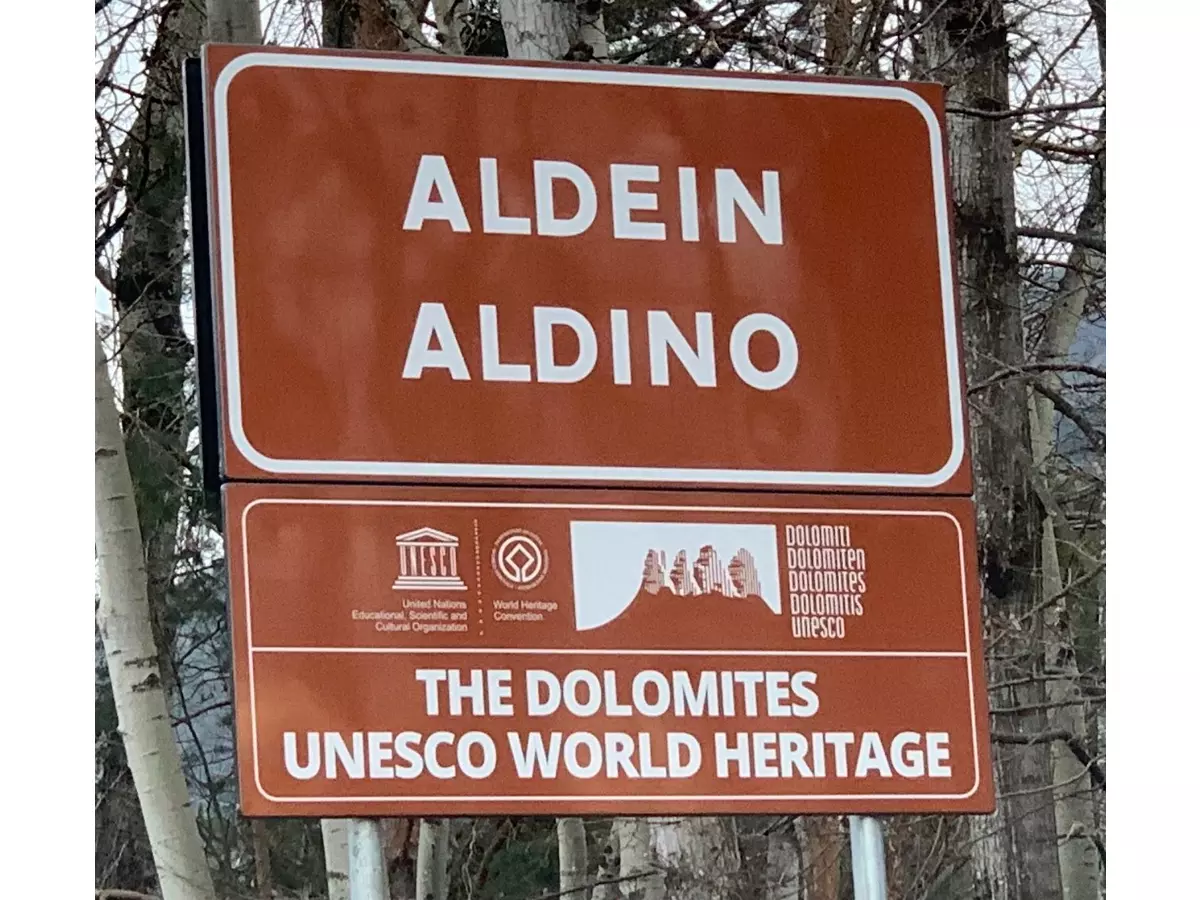 ALDEIN
ALDINO
UNESCO
United Nations
Educational, Scientific and
Cultural Organization
World Heritage
Convention
DOLOMITI
DOLOMITEN
DOLOMITES
DOLOMITIS
UNESCO
THE DOLOMITES
UNESCO WORLD HERITAGE